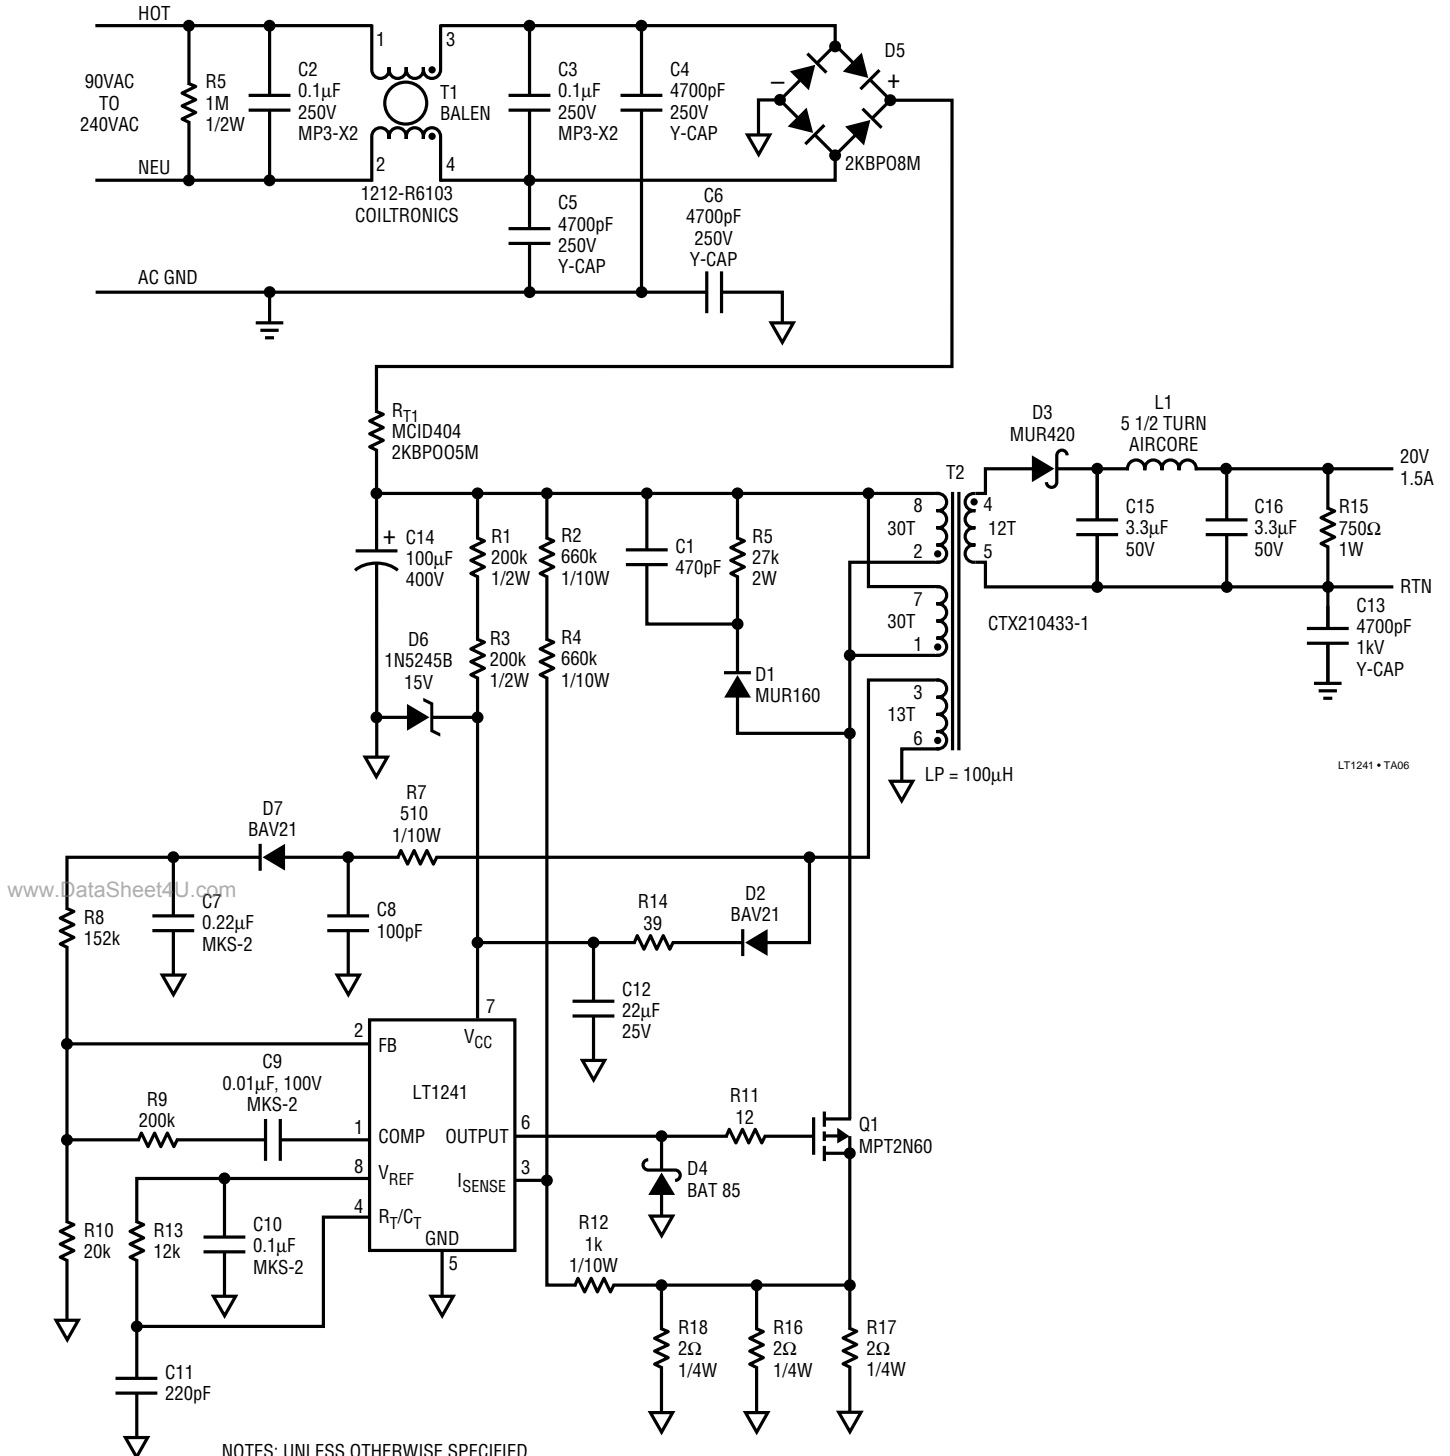 HOT
90VAC
TO
240VAC
R5
1M
1/2W
C2
0.1µF
250V
MP3-X2
1
3
T1
BALEN
2
4
1212-R6103
COILTRONICS
C3
0.1µF
250V
MP3-X2
C4
4700pF
250V
Y-CAP
D5
–
+
2KBPO8M
NEU
C5
4700pF
250V
Y-CAP
C6
4700pF
250V
Y-CAP
AC GND
RT1
MCID404
2KBPOO5M
+
C14
100µF
400V
R1
200k
1/2W
R2
660k
1/10W
C1
470pF
R5
27k
2W
8
30T
2
T2
4
12T
5
D3
MUR420
L1
5 1/2 TURN
AIRCORE
20V
1.5A
C15
3.3µF
50V
C16
3.3µF
50V
R15
750Ω
1W
RTN
D6
1N5245B
15V
R3
200k
1/2W
R4
660k
1/10W
D1
MUR160
7
30T
1
CTX210433-1
C13
4700pF
1kV
Y-CAP
3
13T
6
LP = 100µH
LT1241 • TA06
D7
BAV21
R7
510
1/10W
www.DataSheet4U.com
R8
152k
C7
0.22µF
MKS-2
C8
100pF
R14
39
D2
BAV21
C12
22µF
25V
7
VCC
2
FB
LT1241
C9
0.01µF, 100V
MKS-2
R9
200k
1
COMP
OUTPUT
6
R11
12
Q1
MPT2N60
8
VREF
ISENSE
3
D4
BAT 85
4
RT/CT
GND
5
R10
20k
R13
12k
C10
0.1µF
MKS-2
R12
1k
1/10W
R18
2Ω
1/4W
R16
2Ω
1/4W
R17
2Ω
1/4W
C11
220pF
NOTES: UNLESS OTHERWISE SPECIFIED